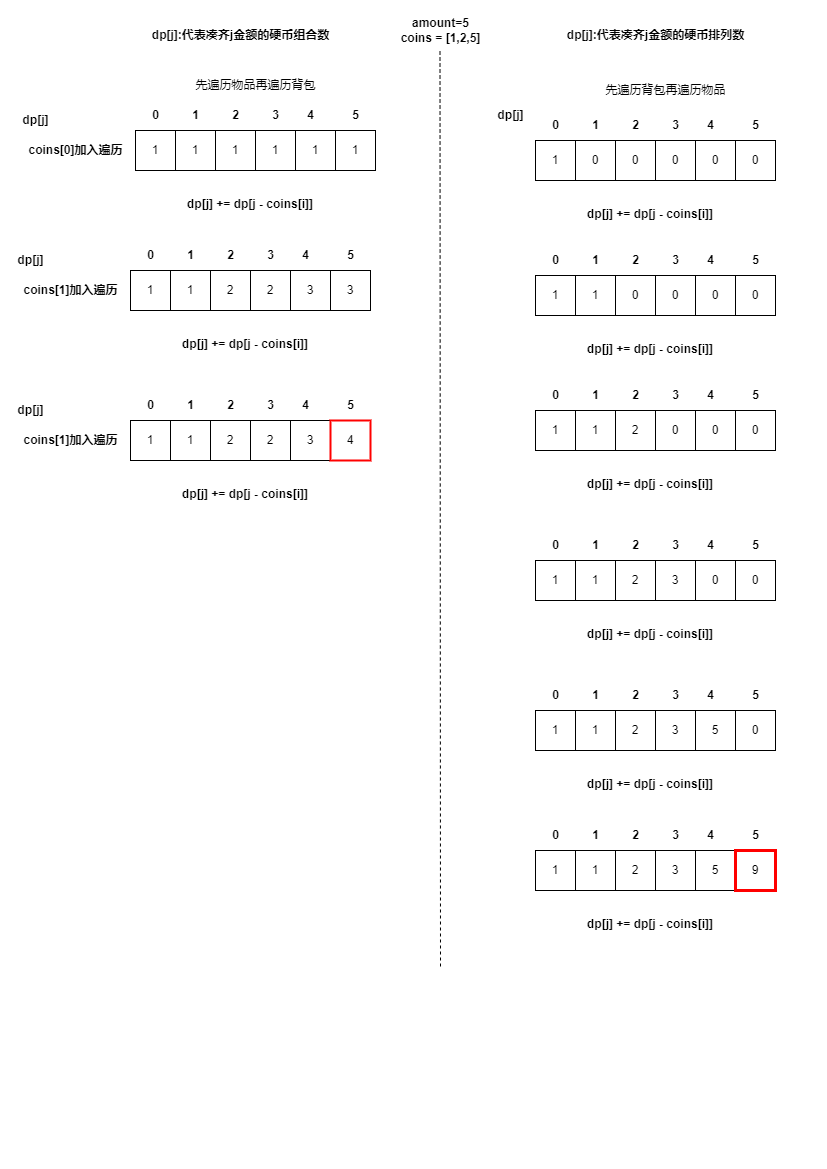 amount=5
coins = [1,2,5]
dp[j]:代表凑齐j金额的硬币组合数
先遍历物品再遍历背包
dp[j]
0 1 2 3 4 5
coins[0]加入遍历
1 1 1 1 1 1
dp[j] += dp[j - coins[i]]
dp[j]
0 1 2 3 4 5
coins[1]加入遍历
1 1 2 2 3 3
dp[j] += dp[j - coins[i]]
dp[j]
0 1 2 3 4 5
coins[1]加入遍历
1 1 2 2 3 4
dp[j] += dp[j - coins[i]]
dp[j]:代表凑齐j金额的硬币排列数
先遍历背包再遍历物品
dp[j]
0 1 2 3 4 5
1 0 0 0 0 0
dp[j] += dp[j - coins[i]]
0 1 2 3 4 5
1 1 0 0 0 0
dp[j] += dp[j - coins[i]]
0 1 2 3 4 5
1 1 2 0 0 0
dp[j] += dp[j - coins[i]]
0 1 2 3 4 5
1 1 2 3 0 0
dp[j] += dp[j - coins[i]]
0 1 2 3 4 5
1 1 2 3 5 0
dp[j] += dp[j - coins[i]]
0 1 2 3 4 5
1 1 2 3 5 9
dp[j] += dp[j - coins[i]]